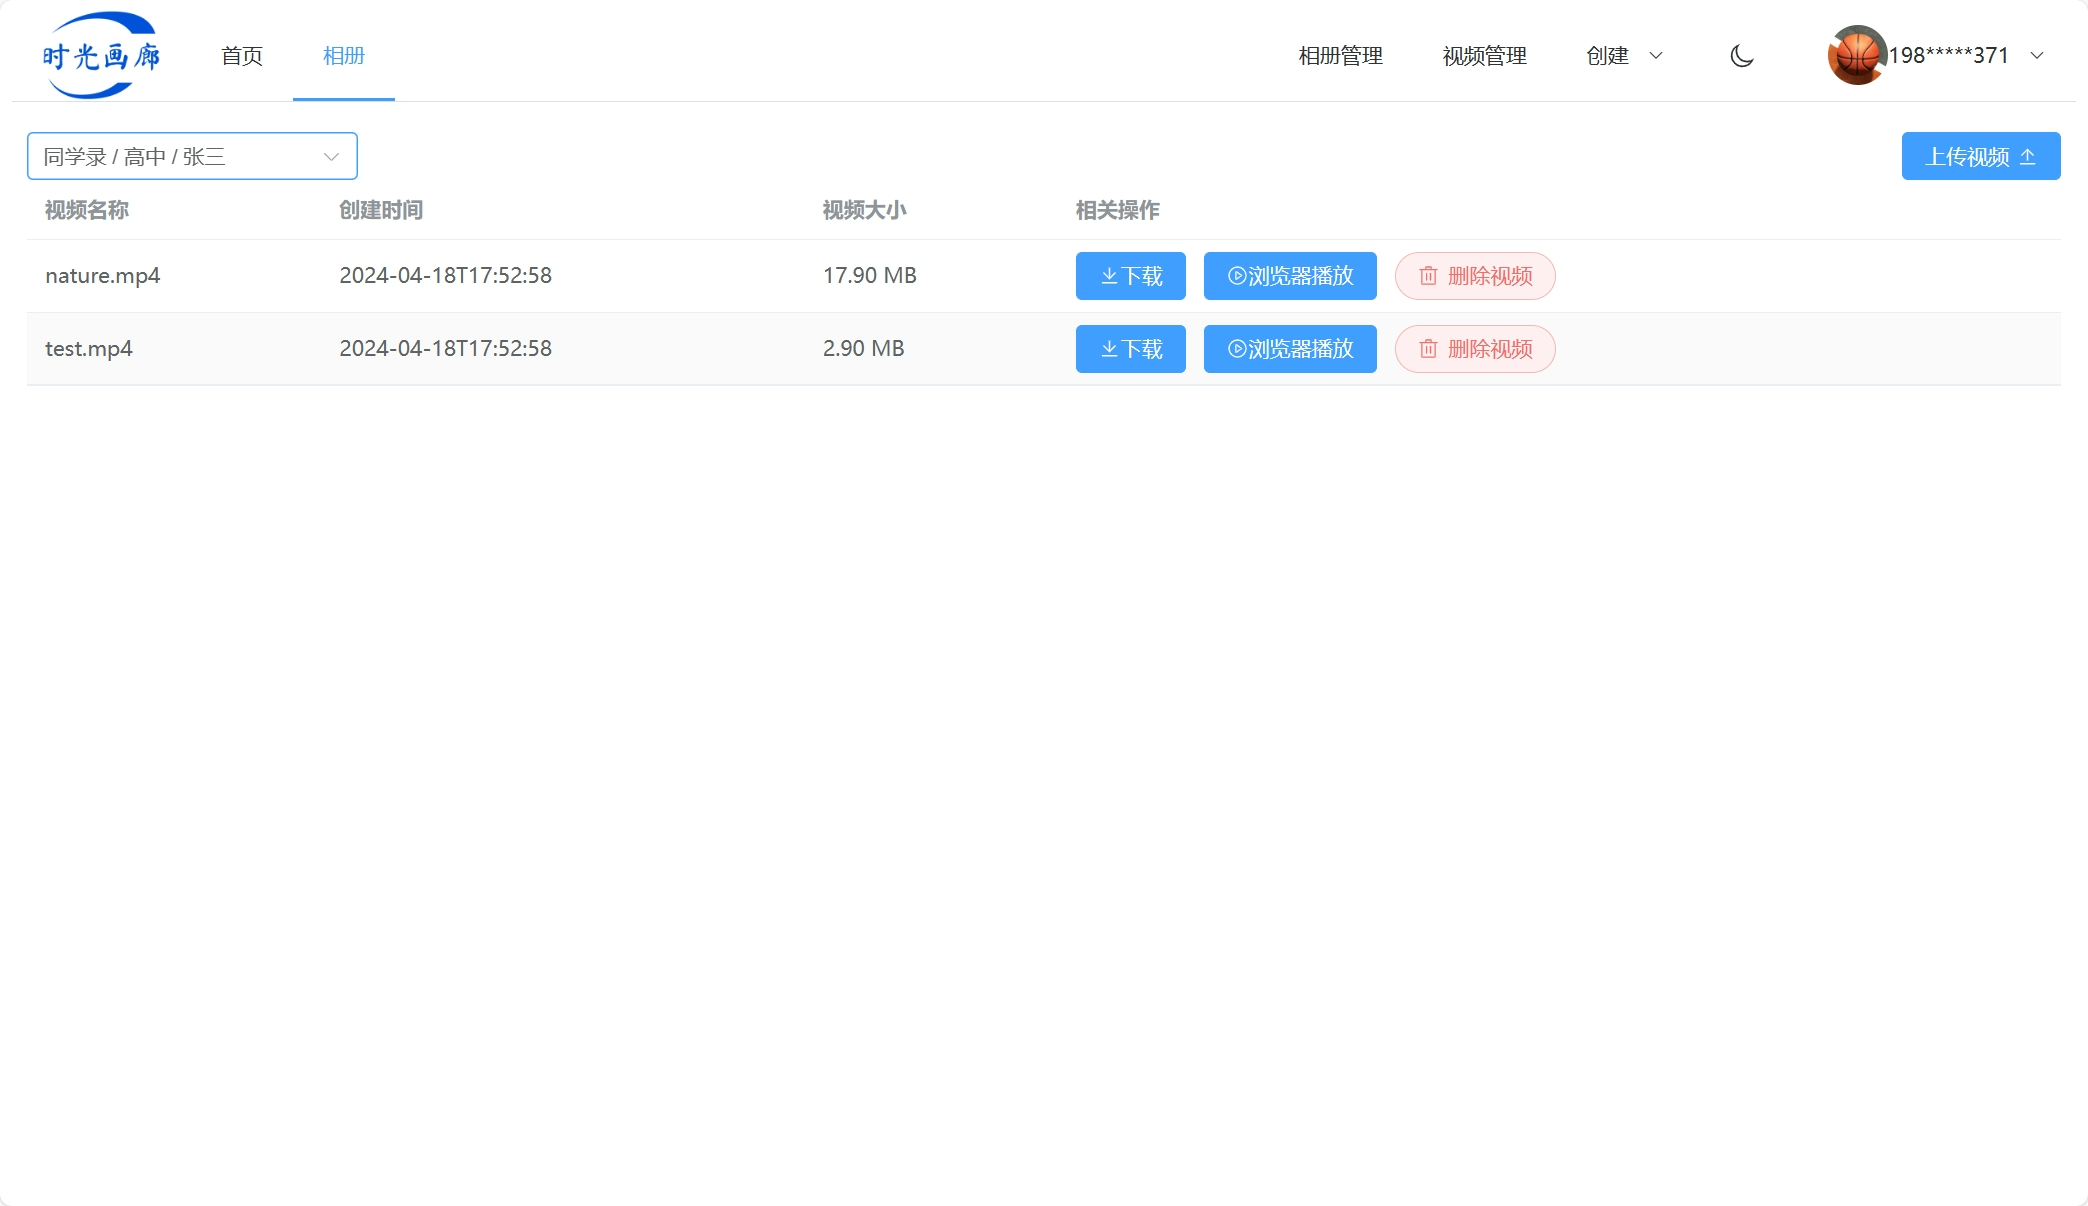 时光画廊 首页 相册 相册管理 视频管理 创建 198*****371
同学录 / 高中 / 张三 上传视频
视频名称 创建时间 视频大小 相关操作
nature.mp4 2024-04-18T17:52:58 17.90 MB 下载 浏览器播放 删除视频
test.mp4 2024-04-18T17:52:58 2.90 MB 下载 浏览器播放 删除视频